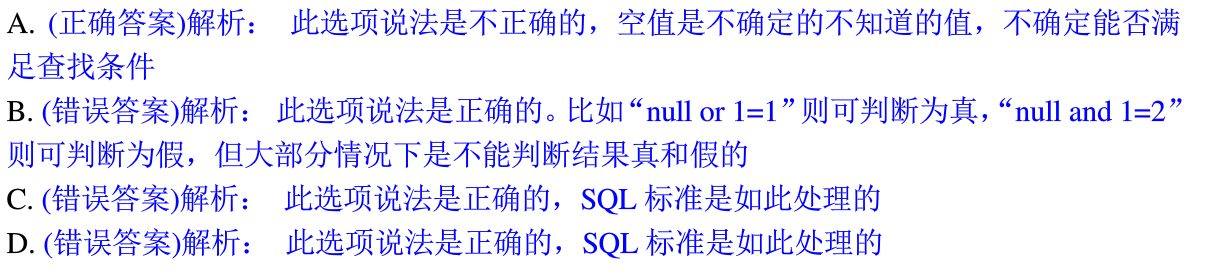 A. (正确答案)解析： 此选项说法是不正确的，空值是不确定的不知道的值，不确定能否满
足查找条件
B. (错误答案)解析： 此选项说法是正确的。比如“null or 1=1”则可判断为真，“null and 1=2”
则可判断为假，但大部分情况下是不能判断结果真和假的
C. (错误答案)解析： 此选项说法是正确的，SQL 标准是如此处理的
D. (错误答案)解析： 此选项说法是正确的，SQL 标准是如此处理的